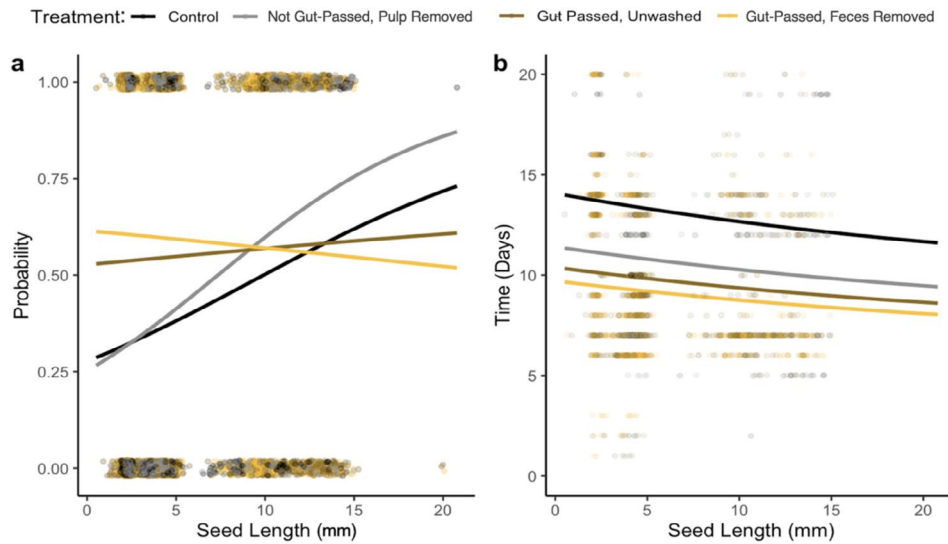 Treatment: Control Not Gut-Passed, Pulp Removed Gut Passed, Unwashed Gut-Passed, Feces Removed
a
1.00
0.75
0.50
0.25
0.00
Probability
0 5 10 15 20
Seed Length (mm)
b
20
15
10
5
0
Time (Days)
0 5 10 15 20
Seed Length (mm)